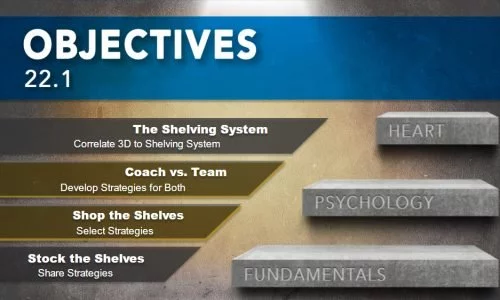 OBJECTIVES
22.1
The Shelving System
Correlate 3D to Shelving System
Coach vs. Team
Develop Strategies for Both
Shop the Shelves
Select Strategies
Stock the Shelves
Share Strategies
HEART
PSYCHOLOGY
FUNDAMENTALS